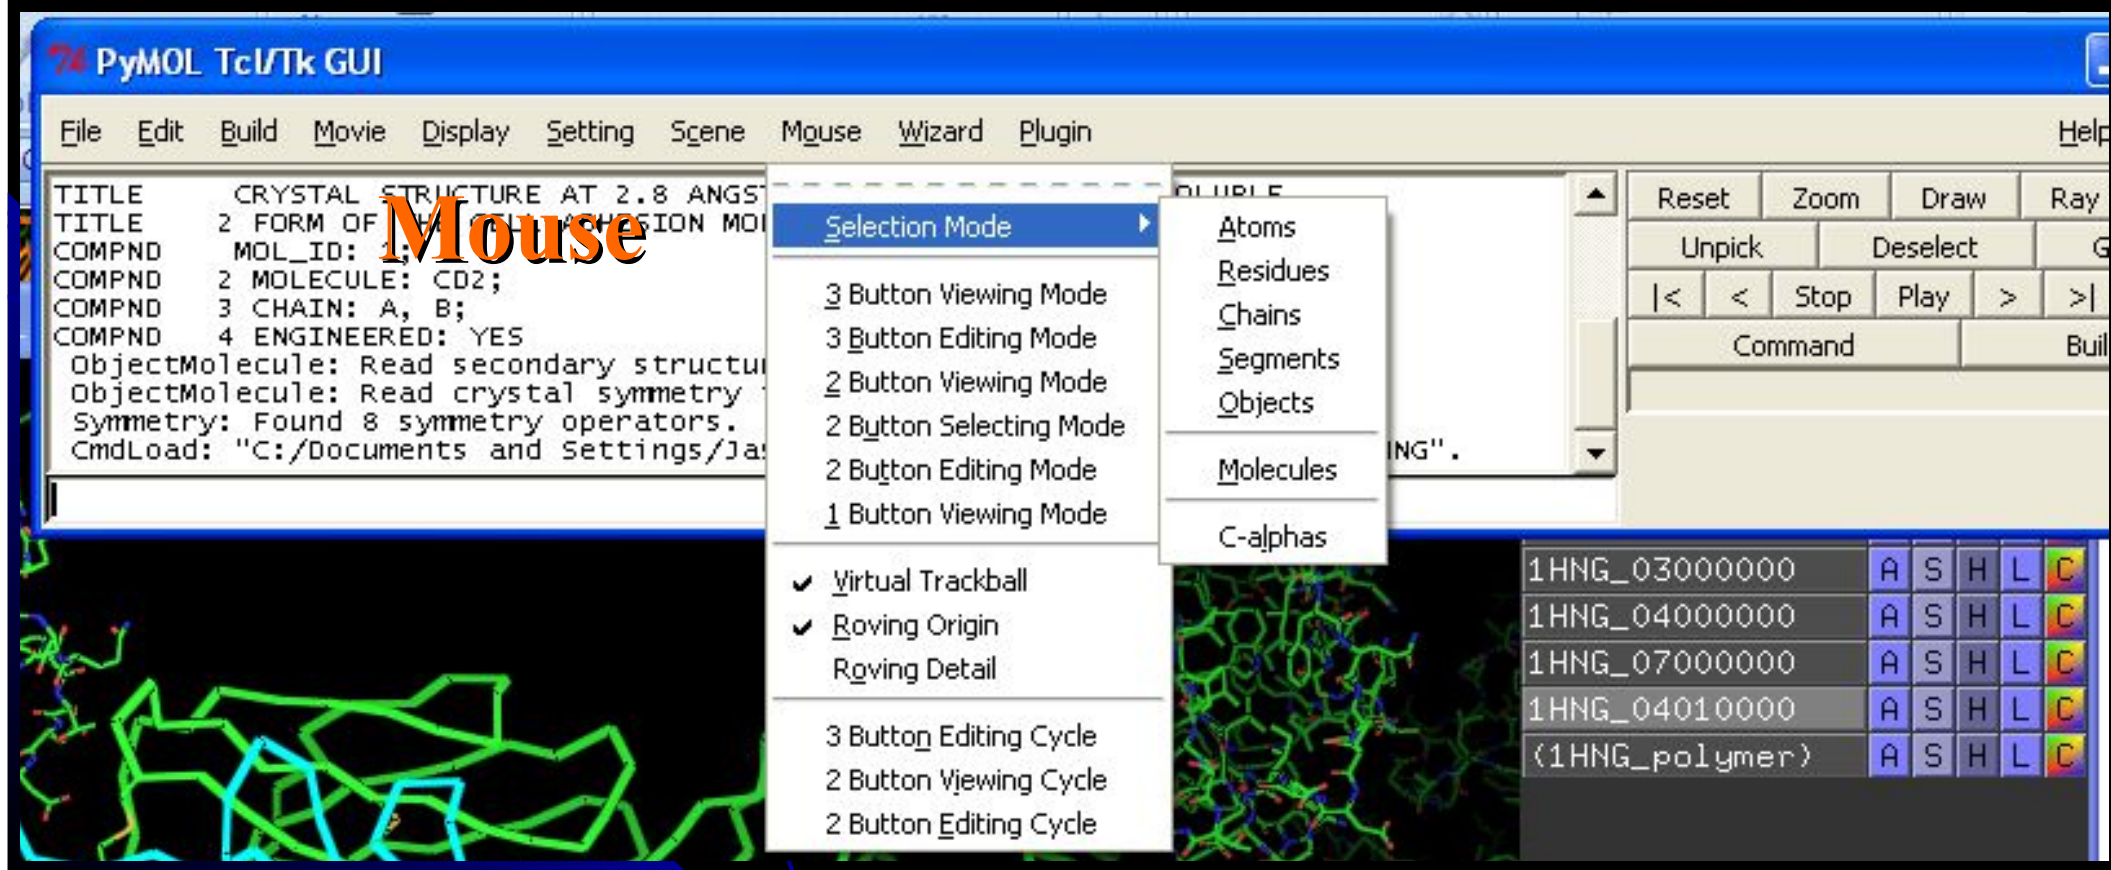 PyMOL Tcl/Tk GUI
File Edit Build Movie Display Setting Scene Mouse Wizard Plugin Help
TITLE CRYSTAL STRUCTURE AT 2.8
TITLE 2 FORM OF
COMPND MOL_ID: 1;
COMPND 2 MOLECULE: CD2;
COMPND 3 CHAIN: A, B;
COMPND 4 ENGINEERED: YES
ObjectMolecule: Read secondary
ObjectMolecule: Read crystal symmetry
Symmetry: Found 8 symmetry operators.
CmdLoad: "C:/Documents and Settings/
Mouse
Selection Mode
3 Button Viewing Mode
3 Button Editing Mode
2 Button Viewing Mode
2 Button Selecting Mode
2 Button Editing Mode
1 Button Viewing Mode
Virtual Trackball
Roving Origin
Roving Detail
3 Button Editing Cycle
2 Button Viewing Cycle
2 Button Editing Cycle
Atoms
Residues
Chains
Segments
Objects
Molecules
C-alphas
Reset Zoom Draw Ray
Unpick Deselect
|< < Stop Play > >|
Command
1HNG_03000000 A S H L C
1HNG_04000000 A S H L C
1HNG_07000000 A S H L C
1HNG_04010000 A S H L C
(1HNG_polymer) A S H L C